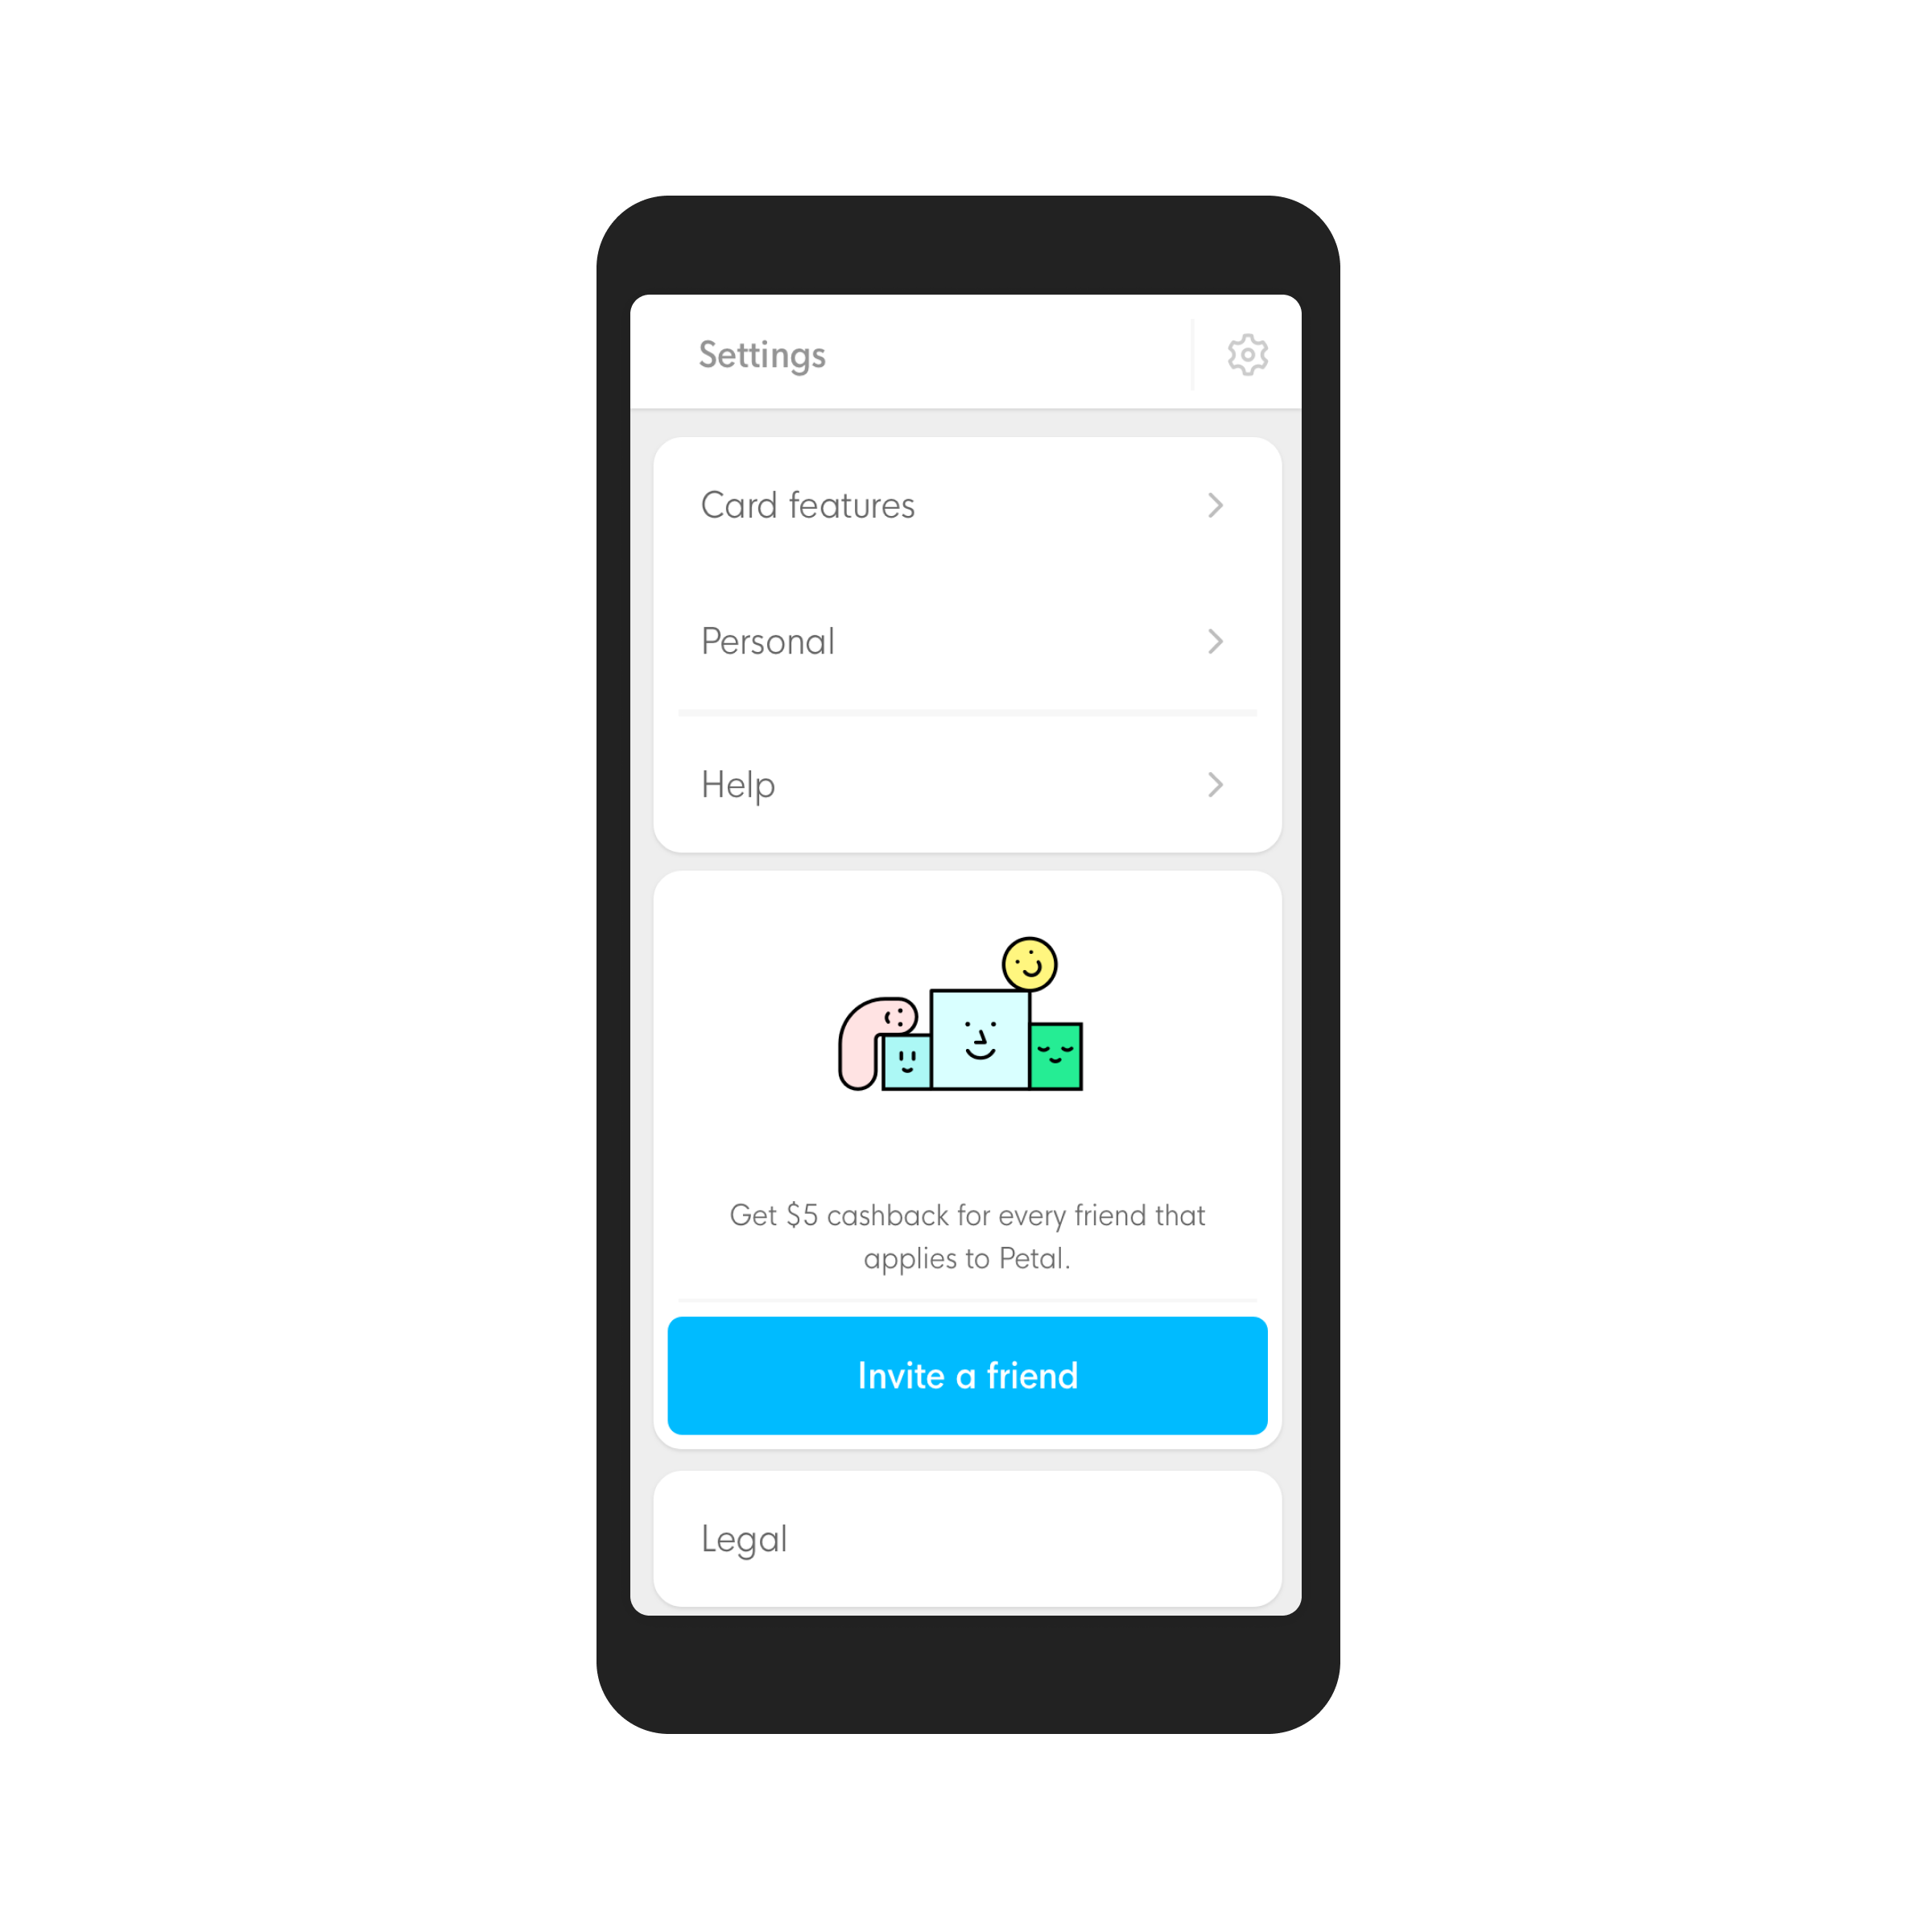 Settings
Card features
Personal
Help
Get $5 cashback for every friend that
applies to Petal.
Invite a friend
Legal